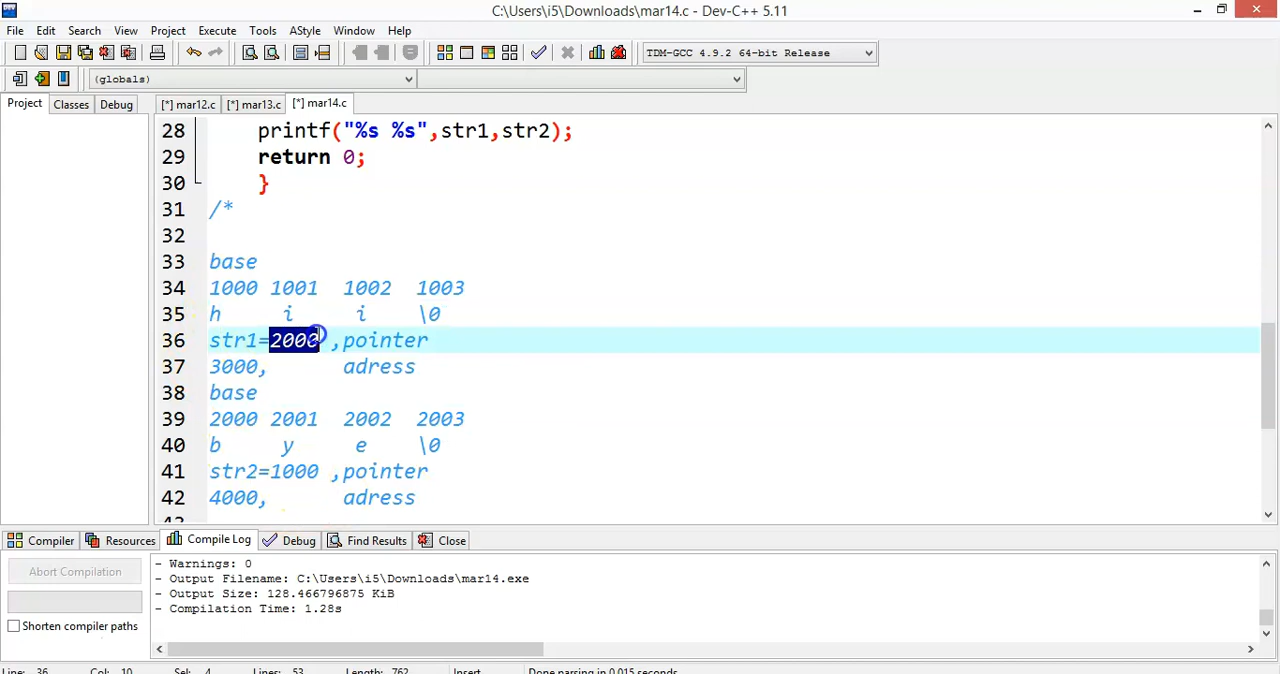 C:\Users\i5\Downloads\mar14.c - Dev-C++ 5.11
File Edit Search View Project Execute Tools AStyle Window Help
TDM-GCC 4.9.2 64-bit Release
(globals)
Project Classes Debug [*] mar12.c [*] mar13.c [*] mar14.c
28 printf("%s %s",str1,str2);
29 return 0;
30 }
31 /*
32
33 base
34 1000 1001 1002 1003
35 h i i \0
36 str1=2000 ,pointer
37 3000, adress
38 base
39 2000 2001 2002 2003
40 b y e \0
41 str2=1000 ,pointer
42 4000, adress
Compiler Resources Compile Log Debug Find Results Close
Abort Compilation
Shorten compiler paths
- Warnings: 0
- Output Filename: C:\Users\i5\Downloads\mar14.exe
- Output Size: 128.466796875 KiB
- Compilation Time: 1.28s
Line: 36 Col: 10 Sel: 4 Lines: 53 Length: 762 Insert Done parsing in 0.015 seconds